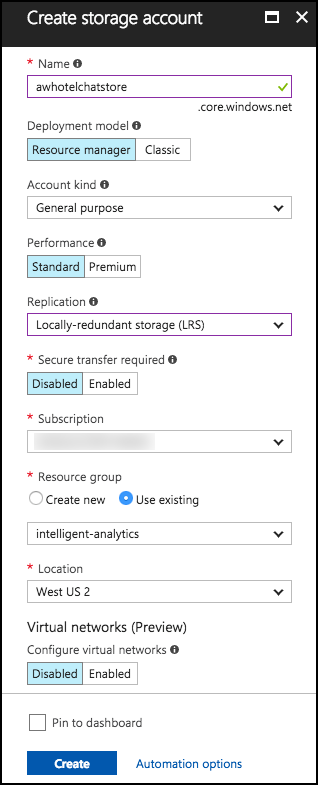 Create storage account
* Name
awhotelchatstore
.core.windows.net
Deployment model
Resource manager Classic
Account kind
General purpose
Performance
Standard Premium
Replication
Locally-redundant storage (LRS)
* Secure transfer required
Disabled Enabled
* Subscription
* Resource group
Create new Use existing
intelligent-analytics
* Location
West US 2
Virtual networks (Preview)
Configure virtual networks
Disabled Enabled
Pin to dashboard
Create Automation options